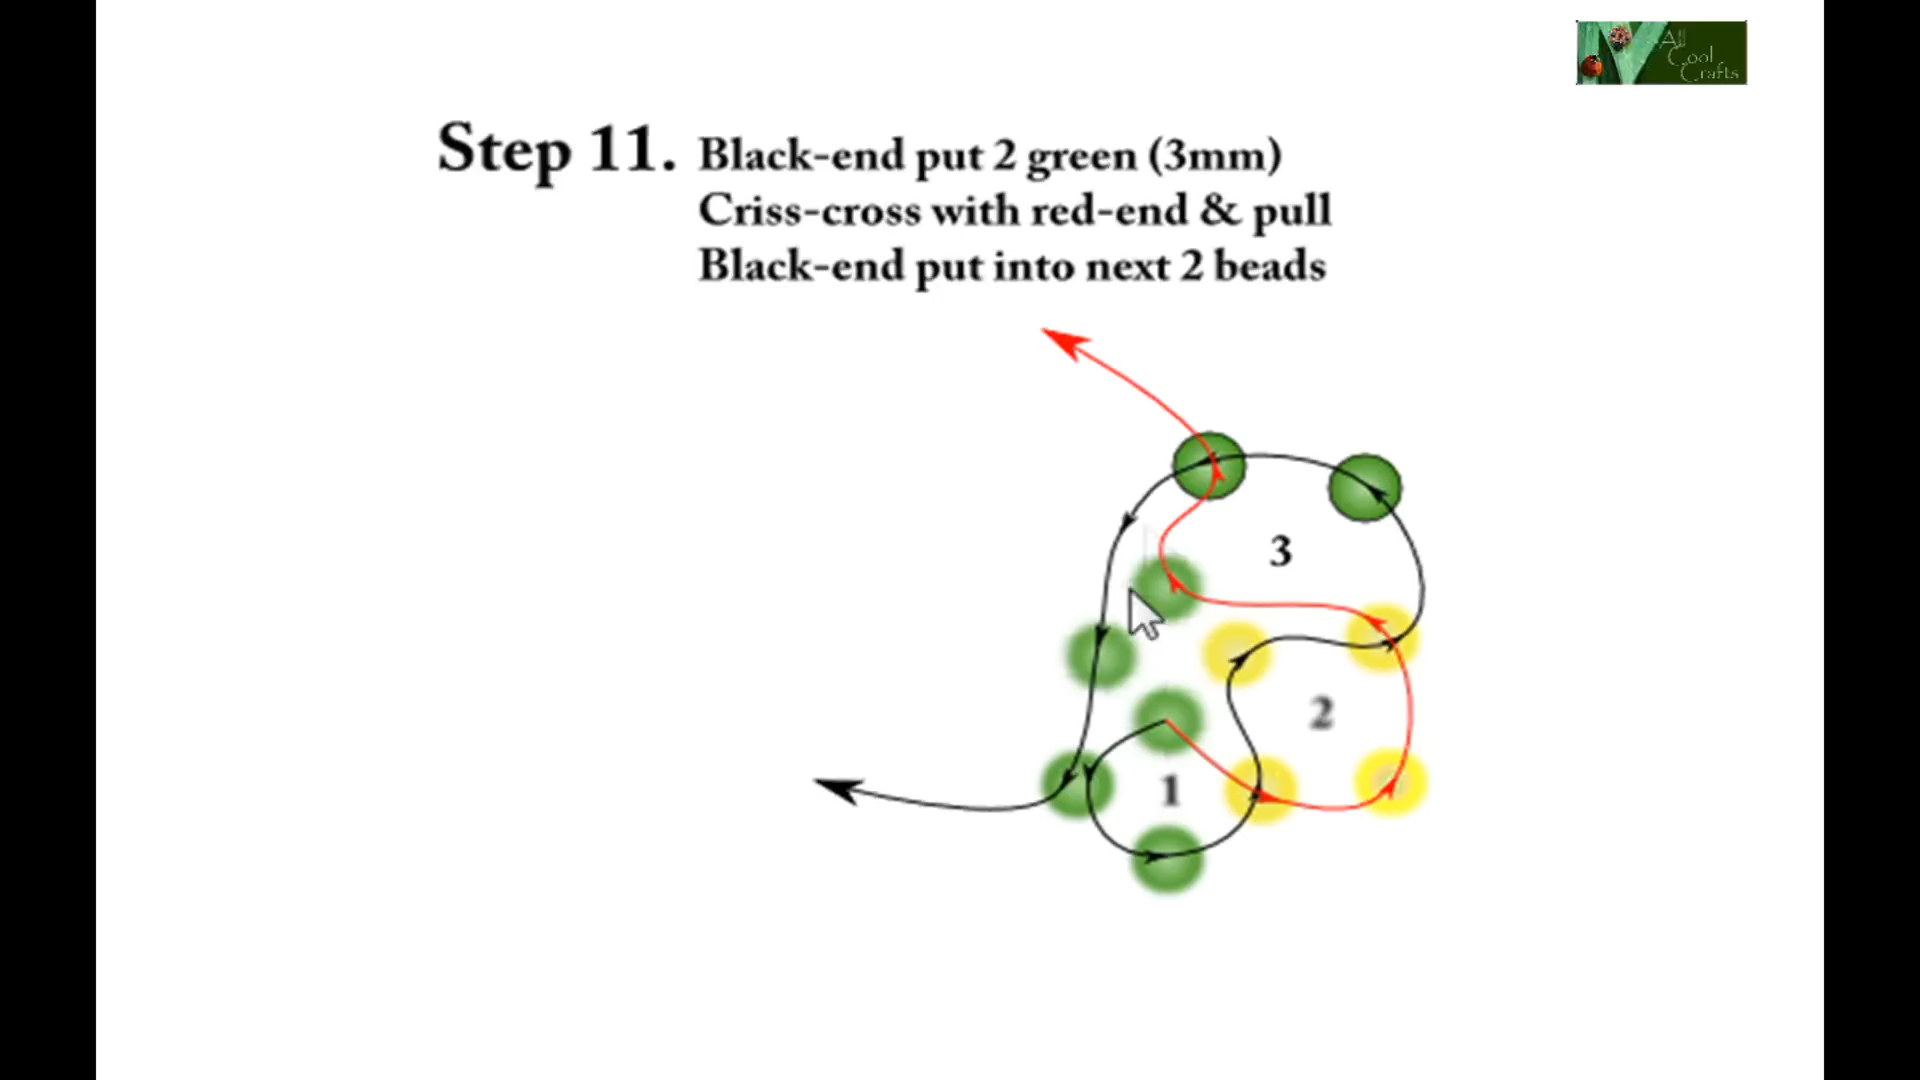 All
Cool
Crafts
Step 11. Black-end put 2 green (3mm)
Criss-cross with red-end & pull
Black-end put into next 2 beads
3
2
1